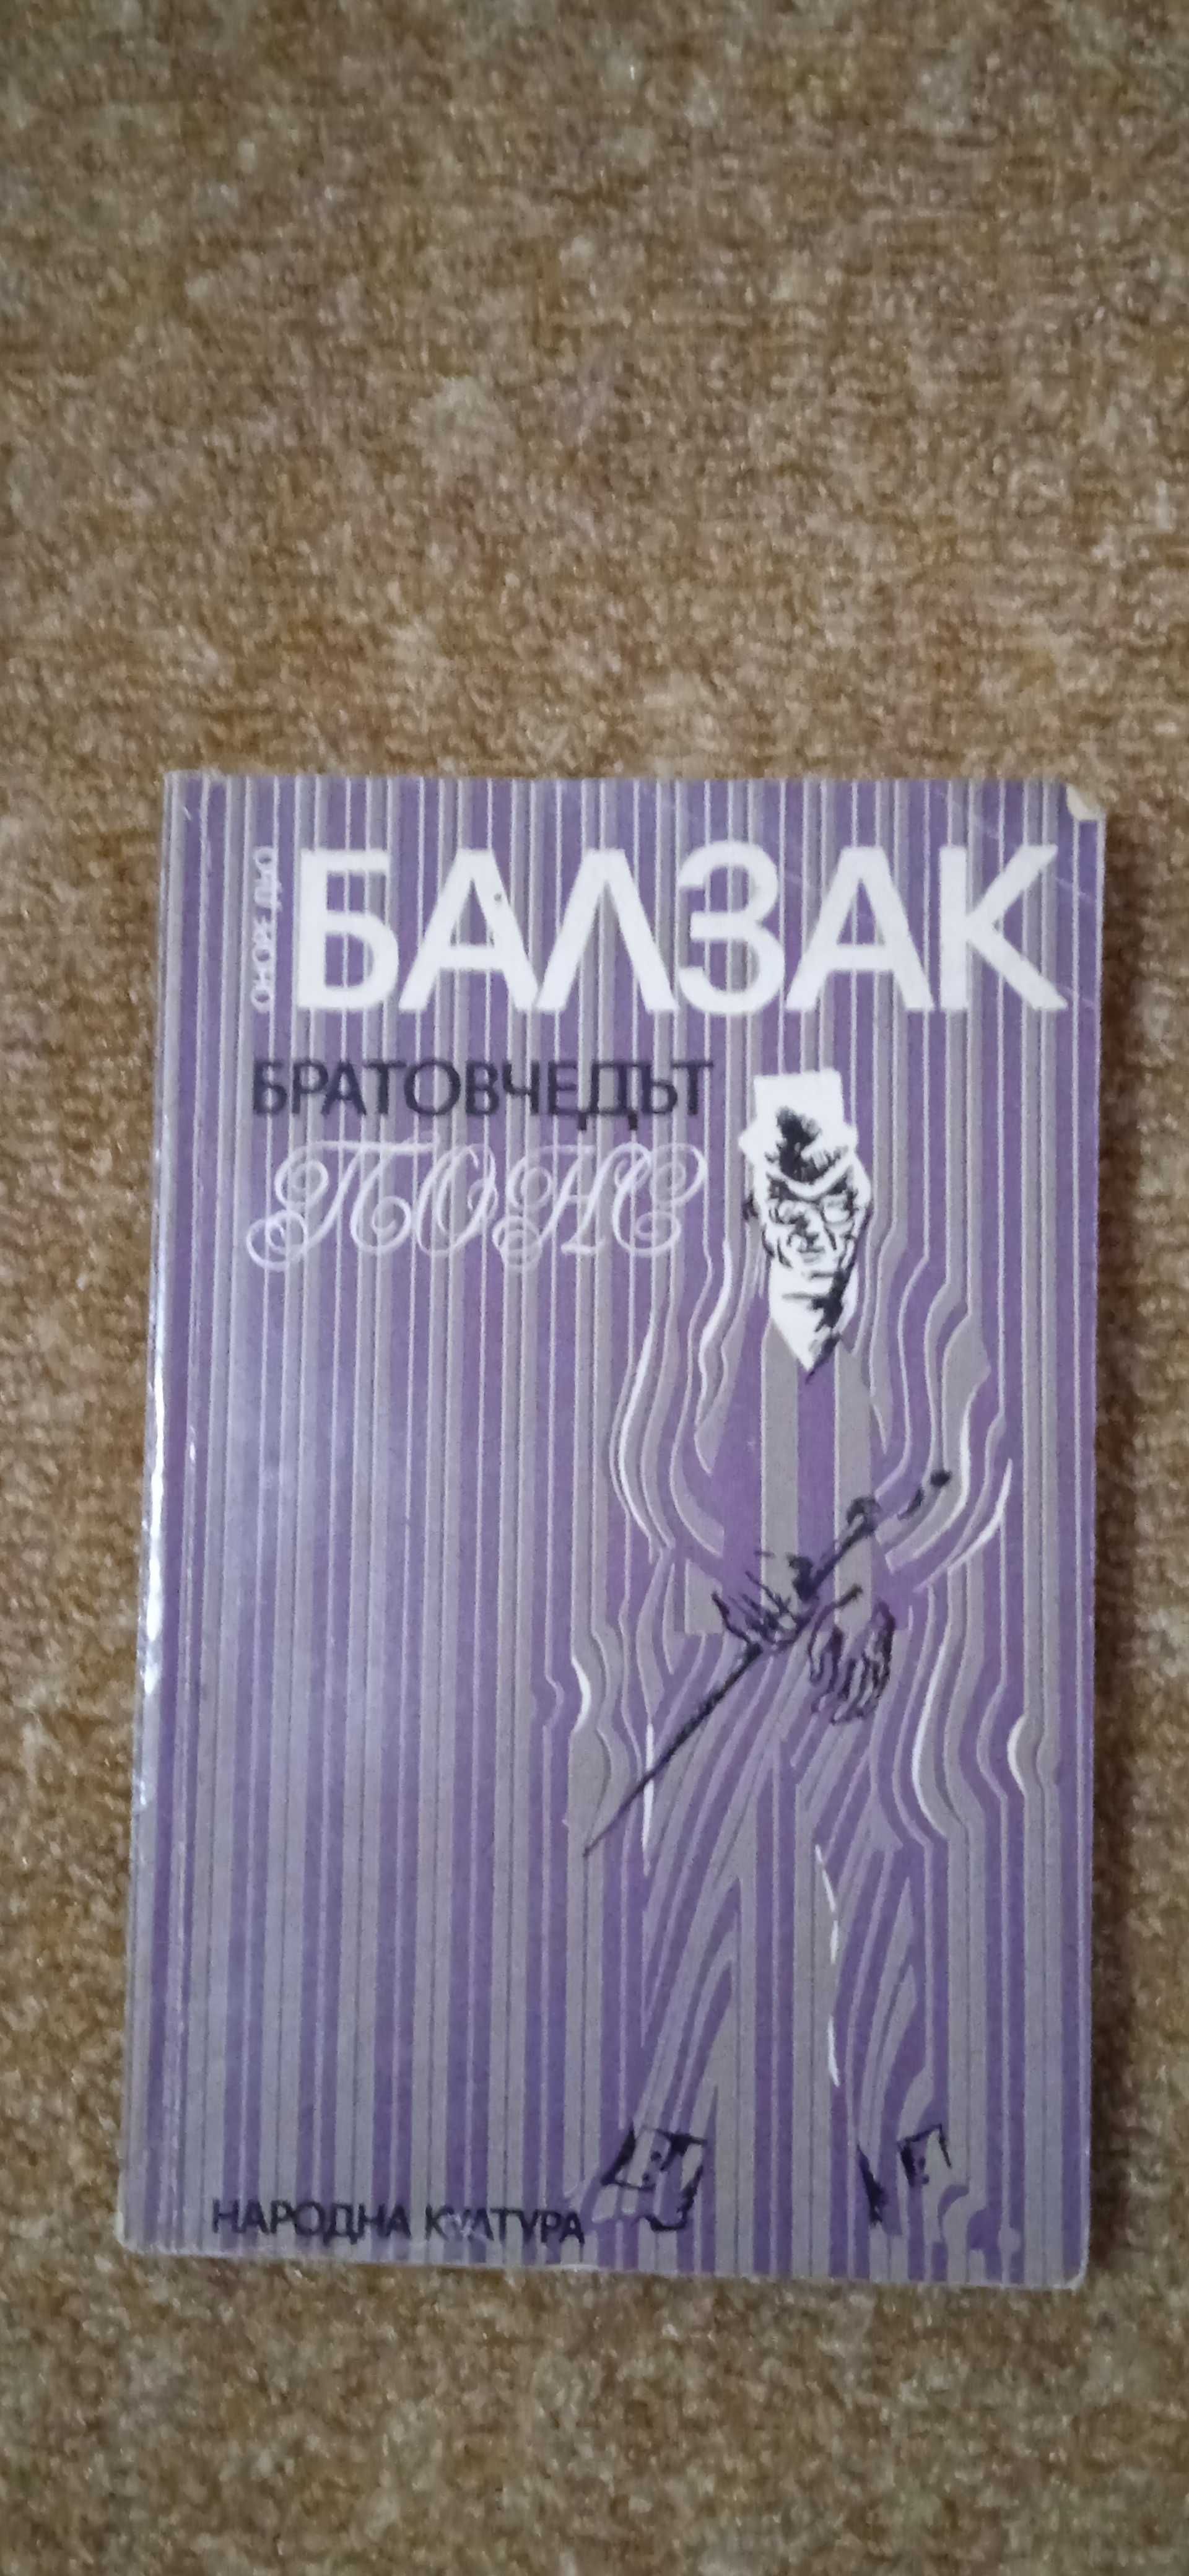 ОНОРЕ ДЬО
БАЛЗАК
БРАТОВЧЕДЪТ
ПОНС
НАРОДНА КУЛТУРА